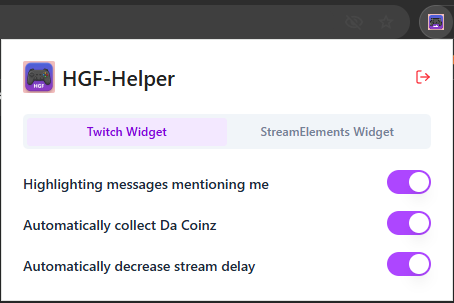 HGF
HGF-Helper
Twitch Widget
StreamElements Widget
Highlighting messages mentioning me
Automatically collect Da Coinz
Automatically decrease stream delay